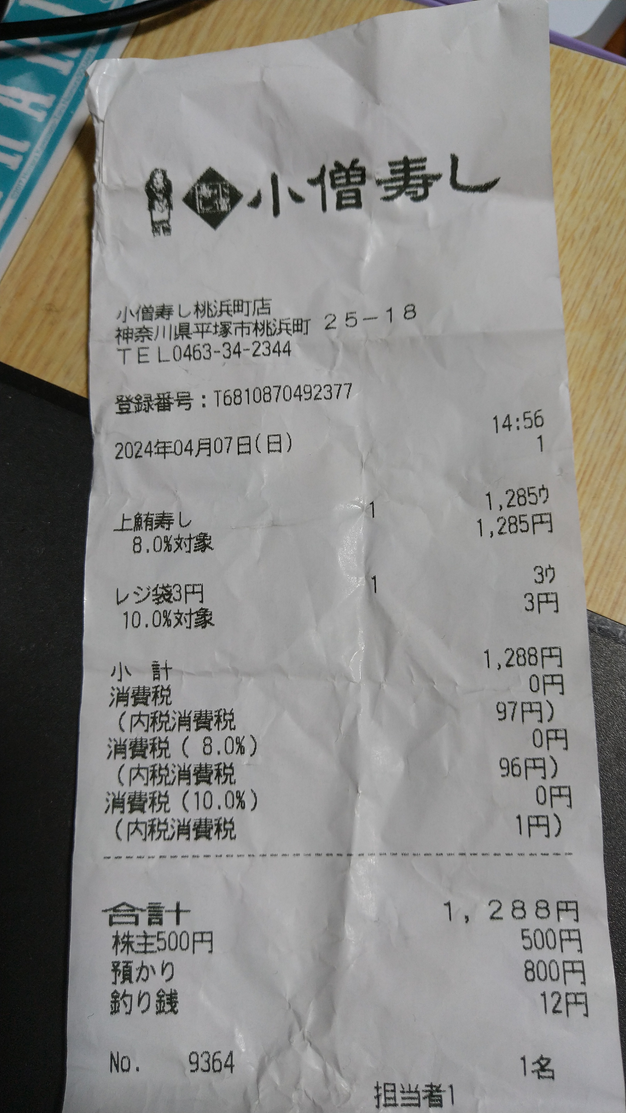 小僧寿し
小僧寿し桃浜町店
神奈川県平塚市桃浜町 25-18
TEL0463-34-2344
登録番号:T6810870492377
14:56
2024年04月07日(日) 1
上鮪寿し 1 1,285ウ
8.0%対象 1,285円
レジ袋3円 1 3ウ
10.0%対象 3円
小 計 1,288円
消費税 0円
(内税消費税 97円)
消費税( 8.0%) 0円
(内税消費税 96円)
消費税(10.0%) 0円
(内税消費税 1円)
合計 1,288円
株主500円 500円
預かり 800円
釣り銭 12円
No. 9364 1名
担当者1